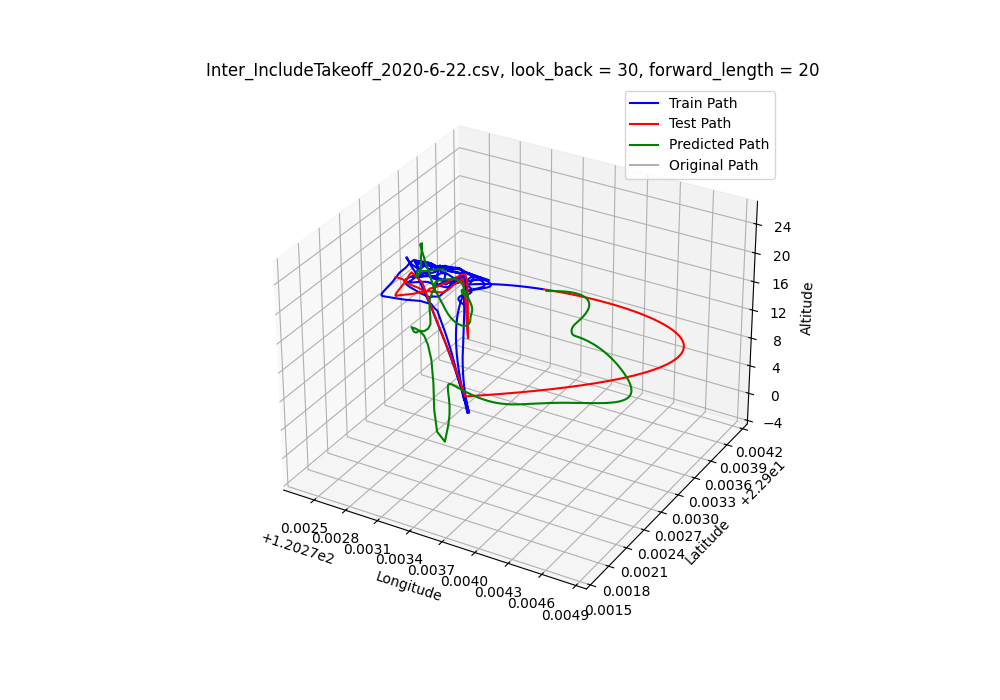 Inter_IncludeTakeoff_2020-6-22.csv, look_back = 30, forward_length = 20
Train Path
Test Path
Predicted Path
Original Path
24
20
16
12
8
4
0
−4
Altitude
0.0042
0.0039
0.0036
0.0033
0.0030
0.0027
0.0024
0.0021
0.0018
0.0015
+2.29e1
Latitude
0.0025
0.0028
0.0031
0.0034
0.0037
0.0040
0.0043
0.0046
0.0049
+1.2027e2
Longitude